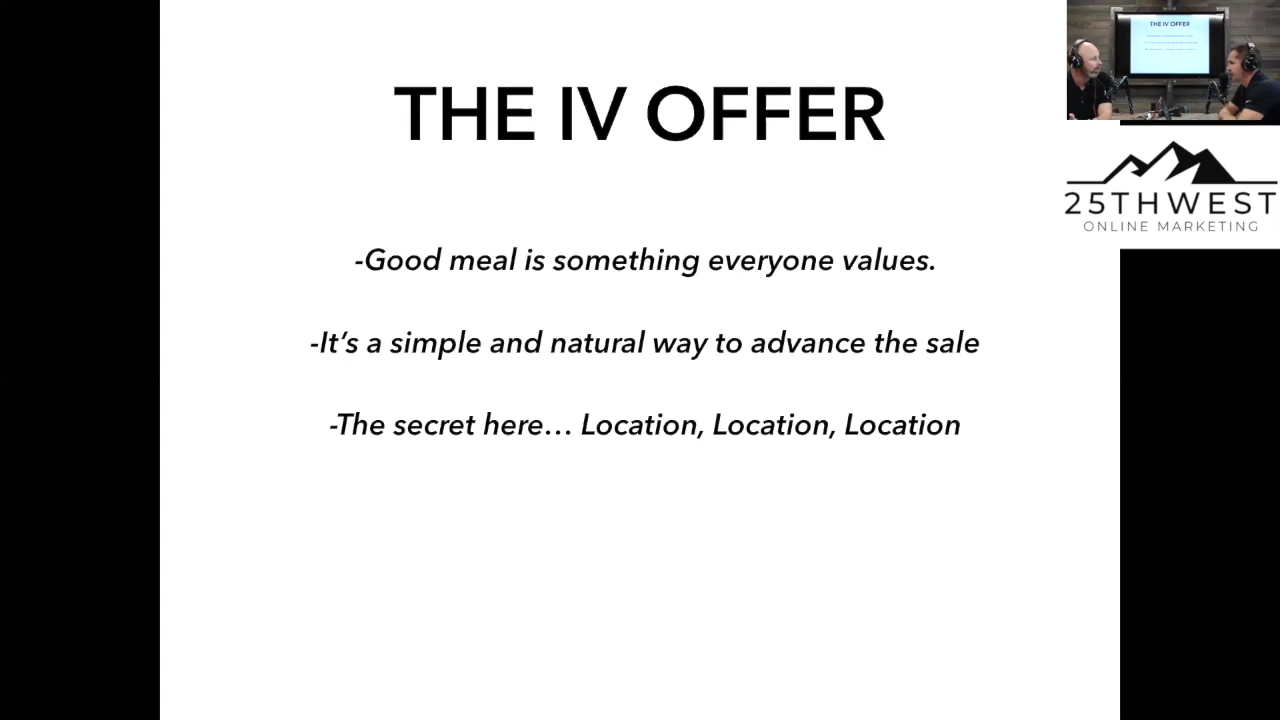 THE IV OFFER
THE IV OFFER
25THWEST
ONLINE MARKETING
-Good meal is something everyone values.
-It's a simple and natural way to advance the sale
-The secret here… Location, Location, Location